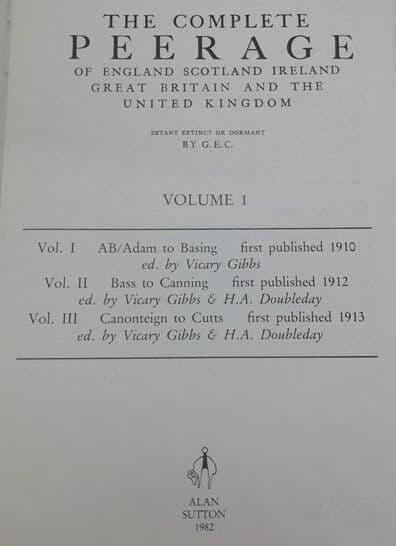 THE COMPLETE
PEERAGE
OF ENGLAND SCOTLAND IRELAND
GREAT BRITAIN AND THE
UNITED KINGDOM
EXTANT EXTINCT OR DORMANT
BY G.E.C.
VOLUME 1
Vol. I AB/Adam to Basing first published 1910
ed. by Vicary Gibbs
Vol. II Bass to Canning first published 1912
ed. by Vicary Gibbs & H.A. Doubleday
Vol. III Canonteign to Cutts first published 1913
ed. by Vicary Gibbs & H.A. Doubleday
ALAN
SUTTON
1982